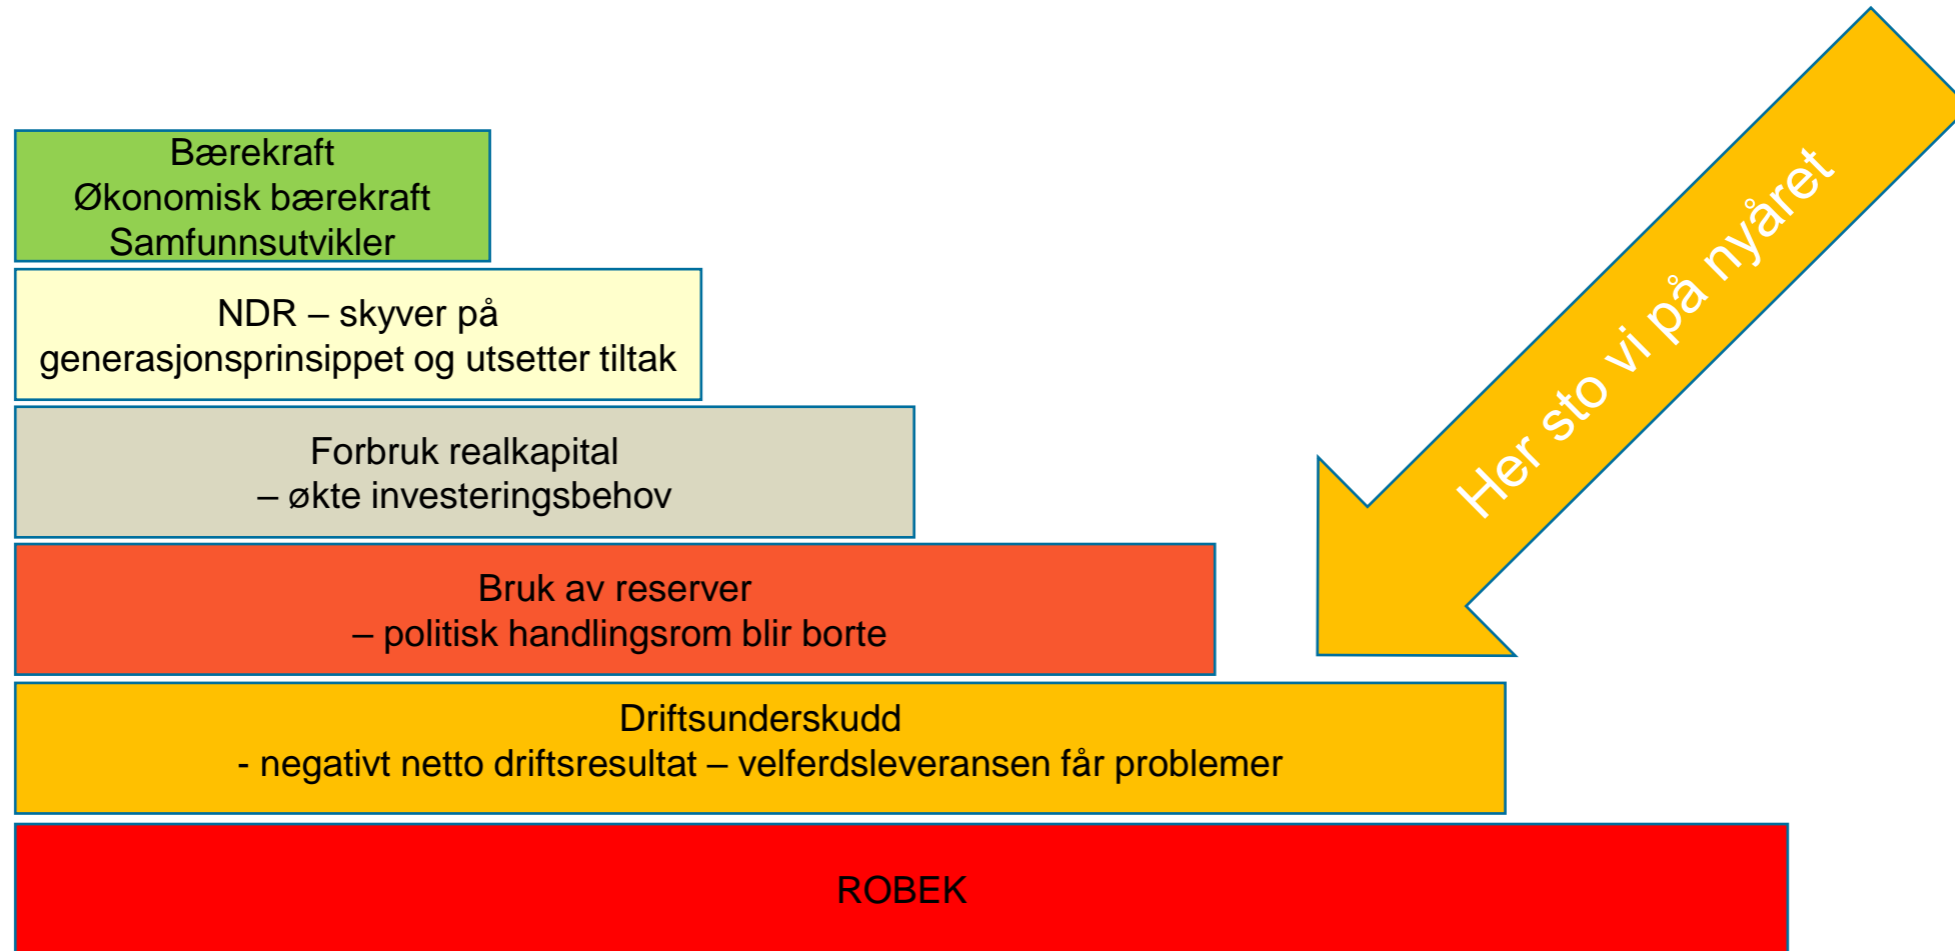 Bærekraft
Økonomisk bærekraft
Samfunnsutvikler
NDR – skyver på
generasjonsprinsippet og utsetter tiltak
Forbruk realkapital
– økte investeringsbehov
Bruk av reserver
– politisk handlingsrom blir borte
Driftsunderskudd
- negativt netto driftsresultat – velferdsleveransen får problemer
ROBEK
Her sto vi på nyåret